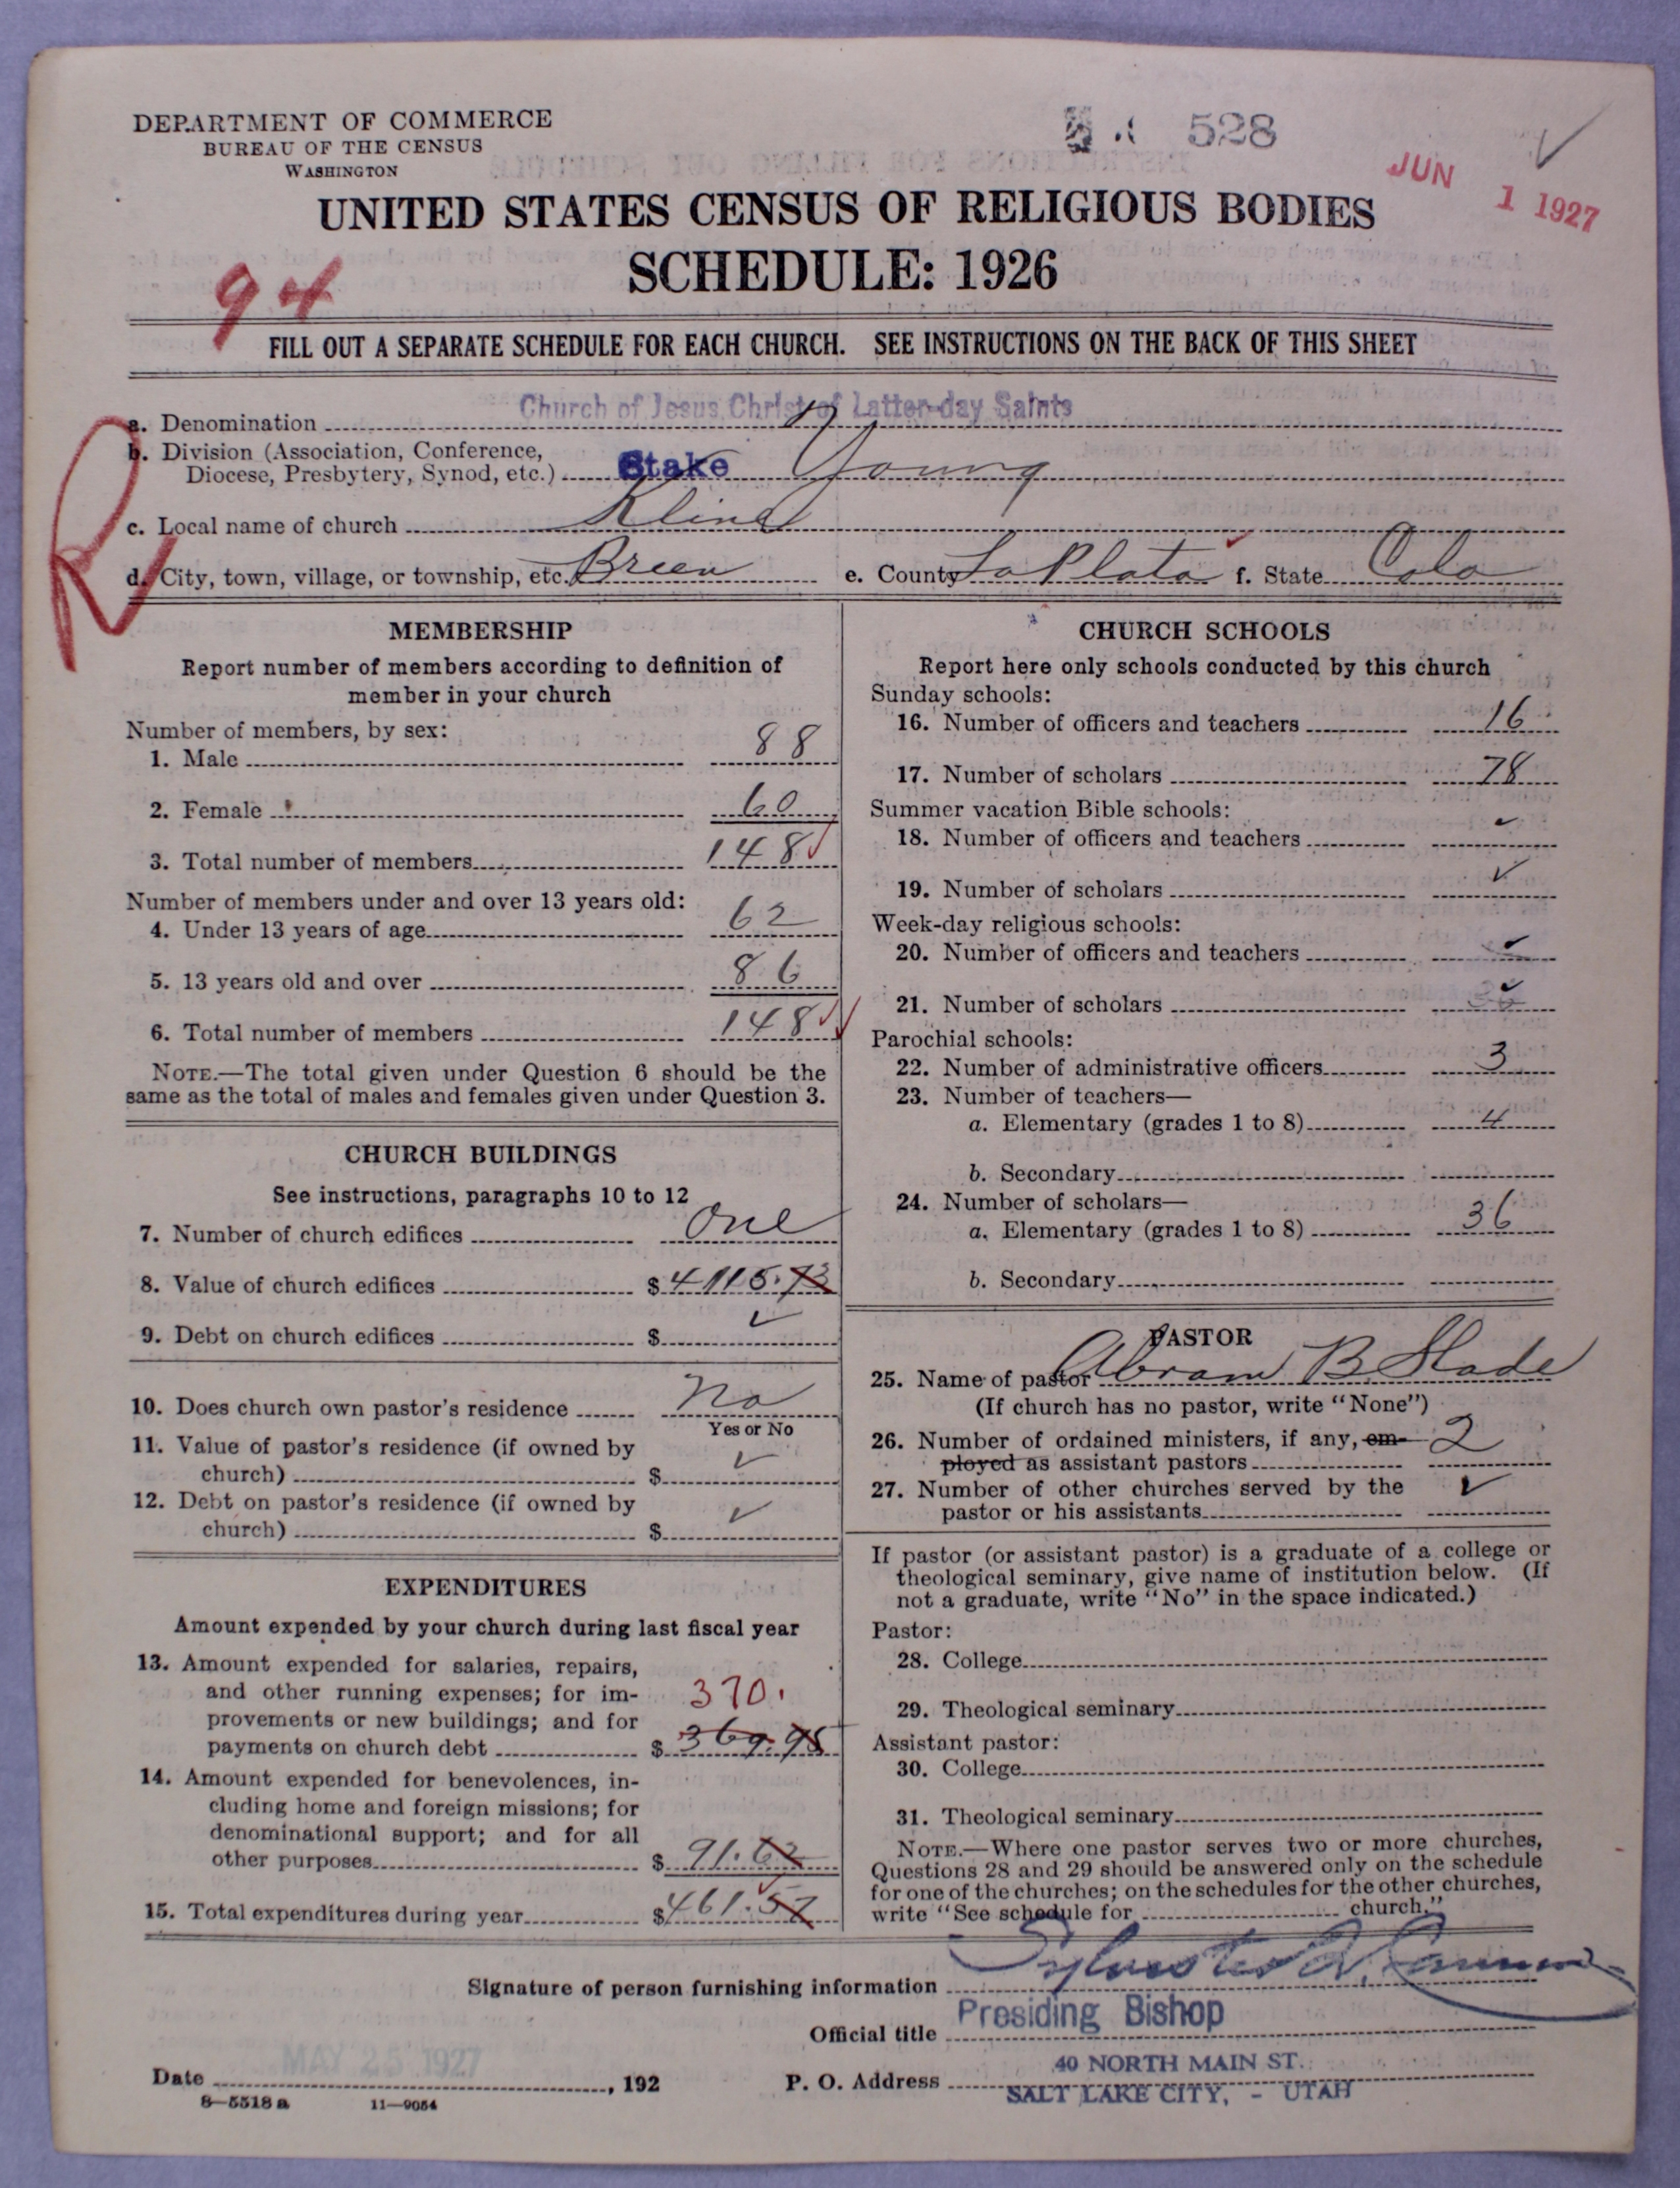 DEPARTMENT OF COMMERCE
BUREAU OF THE CENSUS
WASHINGTON
528
JUN 1 1927
UNITED STATES CENSUS OF RELIGIOUS BODIES
SCHEDULE: 1926
94
FILL OUT A SEPARATE SCHEDULE FOR EACH CHURCH. SEE INSTRUCTIONS ON THE BACK OF THIS SHEET
R
a. Denomination Church of Jesus Christ of Latter-day Saints
b. Division (Association, Conference,
Diocese, Presbytery, Synod, etc.) Stake Young
c. Local name of church Kline
d. City, town, village, or township, etc. Breen e. County La Plata f. State Colo
MEMBERSHIP
Report number of members according to definition of
member in your church
Number of members, by sex:
1. Male 88
2. Female 60
3. Total number of members 148
Number of members under and over 13 years old:
4. Under 13 years of age 62
5. 13 years old and over 86
6. Total number of members 148
NOTE.—The total given under Question 6 should be the
same as the total of males and females given under Question 3.
CHURCH BUILDINGS
See instructions, paragraphs 10 to 12
7. Number of church edifices One
8. Value of church edifices $ 4115.73
9. Debt on church edifices $ ✓
10. Does church own pastor's residence No
Yes or No
11. Value of pastor's residence (if owned by
church) $ ✓
12. Debt on pastor's residence (if owned by
church) $ ✓
EXPENDITURES
Amount expended by your church during last fiscal year
13. Amount expended for salaries, repairs,
and other running expenses; for im-
provements or new buildings; and for 370.
payments on church debt $ 369.95
14. Amount expended for benevolences, in-
cluding home and foreign missions; for
denominational support; and for all
other purposes $ 91.62
15. Total expenditures during year $ 461.57
CHURCH SCHOOLS
Report here only schools conducted by this church
Sunday schools:
16. Number of officers and teachers 16
17. Number of scholars 78
Summer vacation Bible schools:
18. Number of officers and teachers ✓
19. Number of scholars ✓
Week-day religious schools:
20. Number of officers and teachers ✓
21. Number of scholars
Parochial schools:
22. Number of administrative officers 3
23. Number of teachers—
a. Elementary (grades 1 to 8) 4
b. Secondary
24. Number of scholars—
a. Elementary (grades 1 to 8) 36
b. Secondary
PASTOR
25. Name of pastor Abram B Slade
(If church has no pastor, write "None")
26. Number of ordained ministers, if any, em- 2
ployed as assistant pastors
27. Number of other churches served by the ✓
pastor or his assistants
If pastor (or assistant pastor) is a graduate of a college or
theological seminary, give name of institution below. (If
not a graduate, write "No" in the space indicated.)
Pastor:
28. College
29. Theological seminary
Assistant pastor:
30. College
31. Theological seminary
NOTE.—Where one pastor serves two or more churches,
Questions 28 and 29 should be answered only on the schedule
for one of the churches; on the schedules for the other churches,
write "See schedule for church."
Signature of person furnishing information Sylvester Q. Cannon
Official title Presiding Bishop
Date MAY 25 1927, 192
P. O. Address 40 NORTH MAIN ST.
SALT LAKE CITY, - UTAH
8—5518 a 11—9054